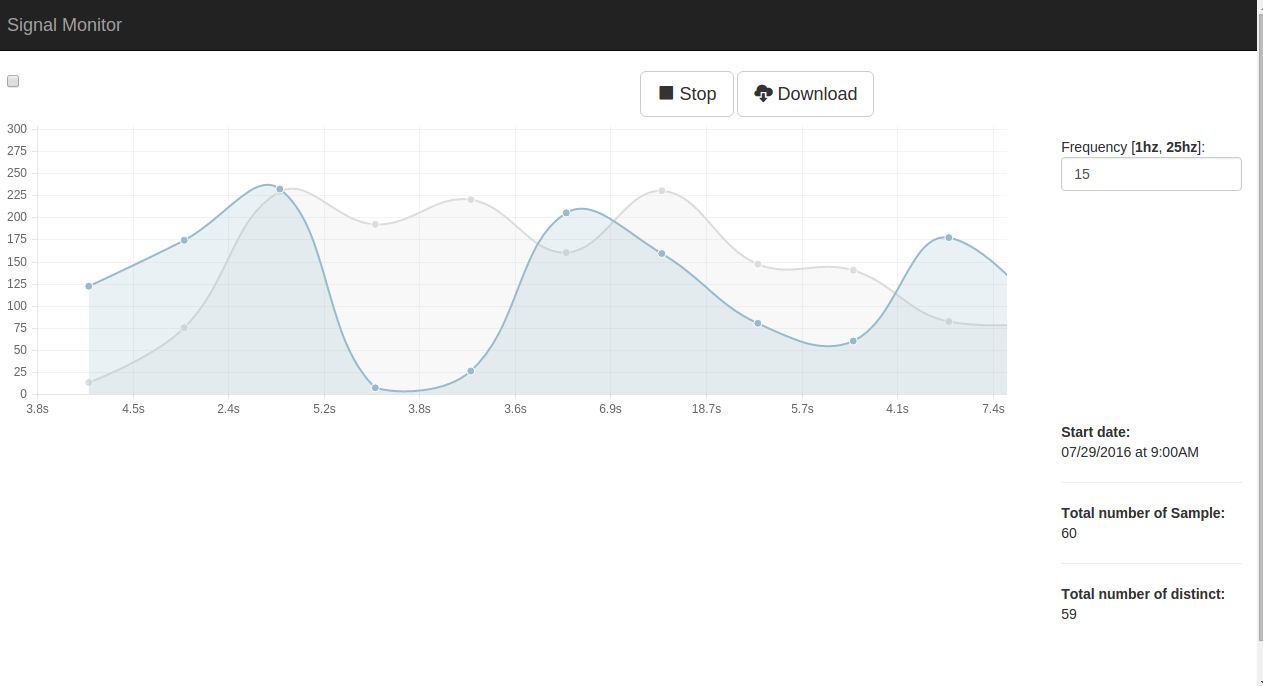 Signal Monitor
Stop Download
300
275
250
225
200
175
150
125
100
75
50
25
0
3.8s 4.5s 2.4s 5.2s 3.8s 3.6s 6.9s 18.7s 5.7s 4.1s 7.4s
Frequency [1hz, 25hz]:
15
Start date:
07/29/2016 at 9:00AM
Total number of Sample:
60
Total number of distinct:
59